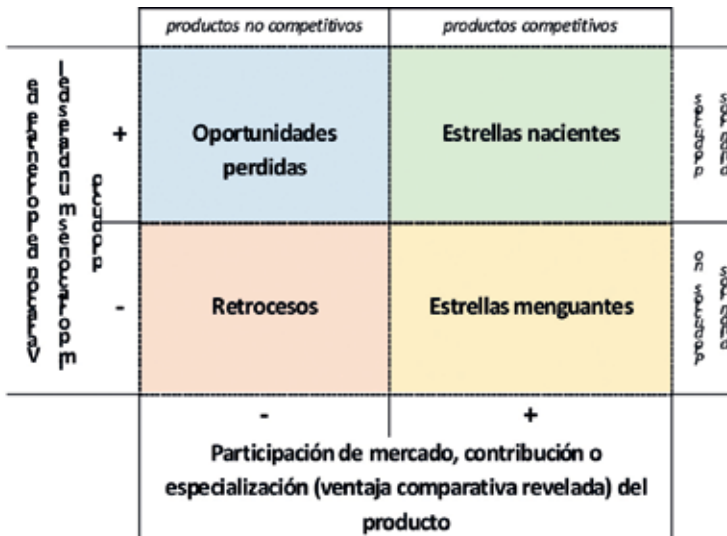 productos no competitivos
productos competitivos
+
Oportunidades
perdidas
Estrellas nacientes
-
Retrocesos
Estrellas menguantes
-
+
Participación de mercado, contribución o
especialización (ventaja comparativa revelada) del
producto